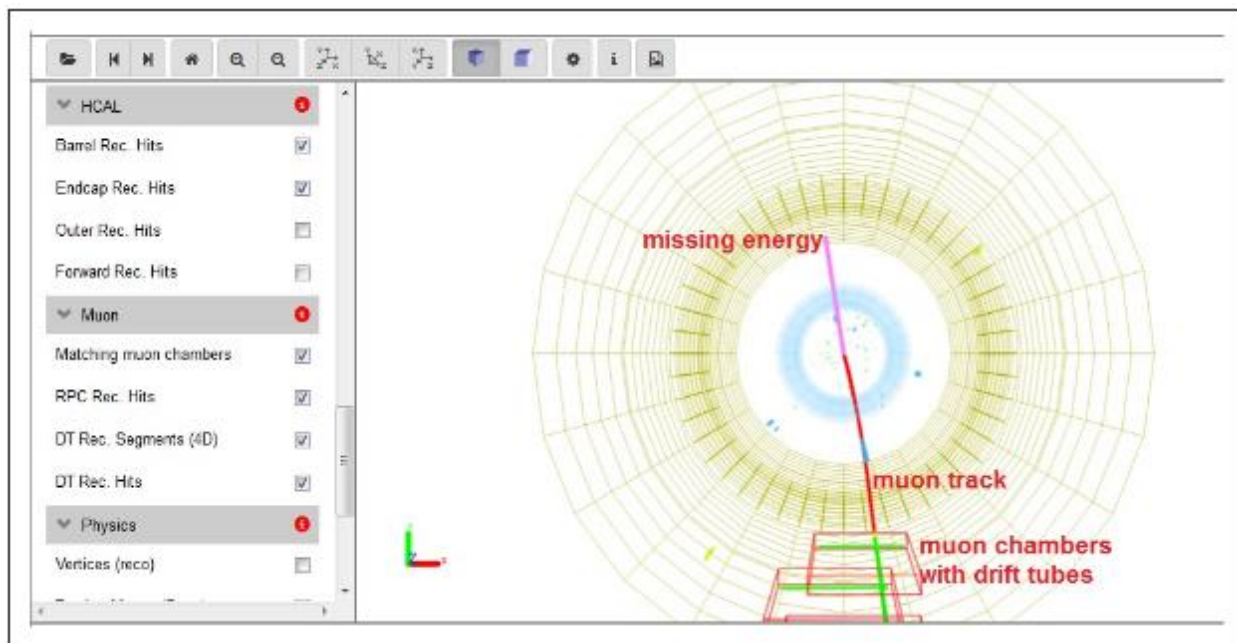 HCAL
Barrel Rec. Hits
Endcap Rec. Hits
Outer Rec. Hits
Forward Rec. Hits
Muon
Matching muon chambers
RPC Rec. Hits
DT Rec. Segments (4D)
DT Rec. Hits
Physics
Vertices (reco)
missing energy
muon track
muon chambers
with drift tubes